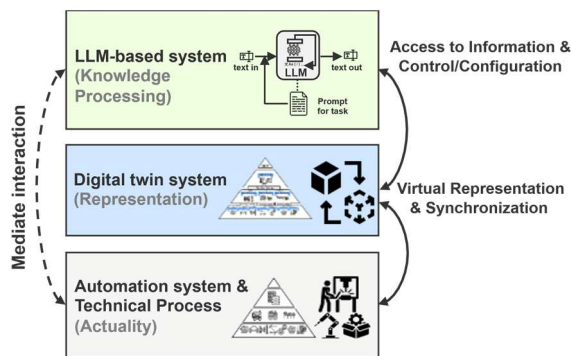 LLM-based system
(Knowledge
Processing)
text in
LLM
text out
Prompt
for task
Access to Information &
Control/Configuration
Mediate interaction
Digital twin system
(Representation)
Virtual Representation
& Synchronization
Automation system &
Technical Process
(Actuality)